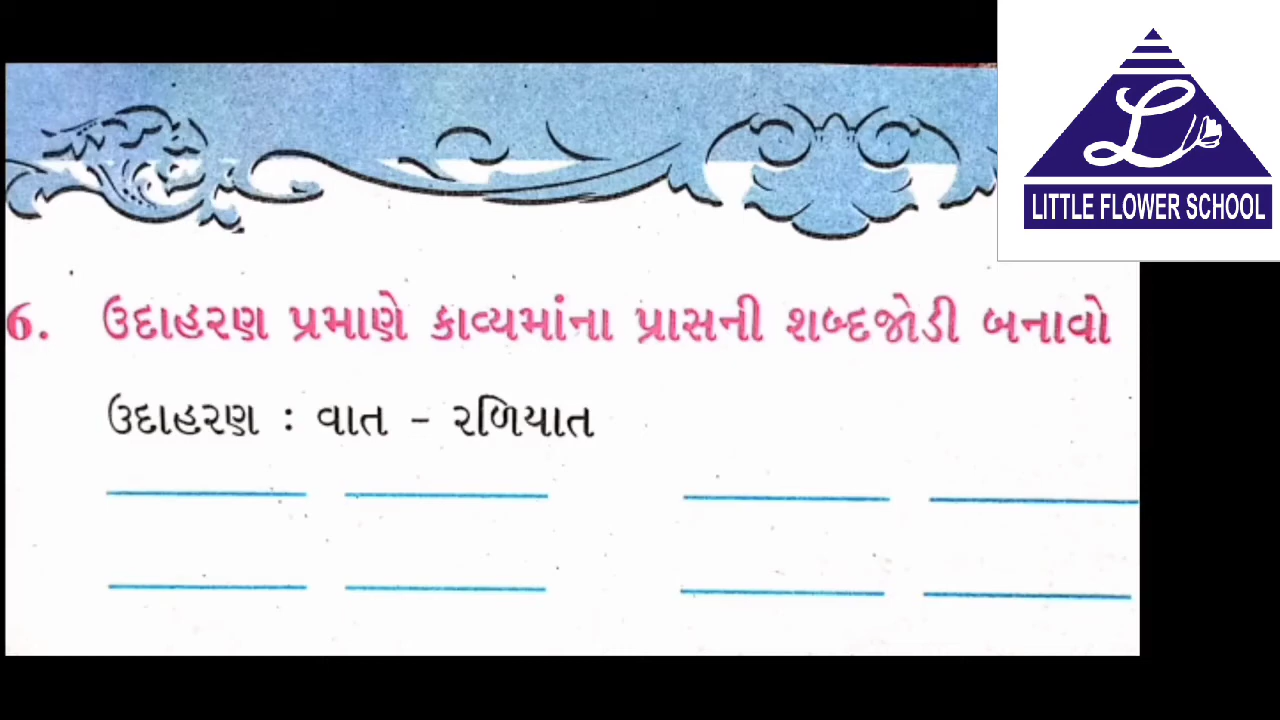 LITTLE FLOWER SCHOOL
6. ઉદાહરણ પ્રમાણે કાવ્યમાંના પ્રાસની શબ્દજોડી બનાવો
ઉદાહરણ : વાત - રળિયાત